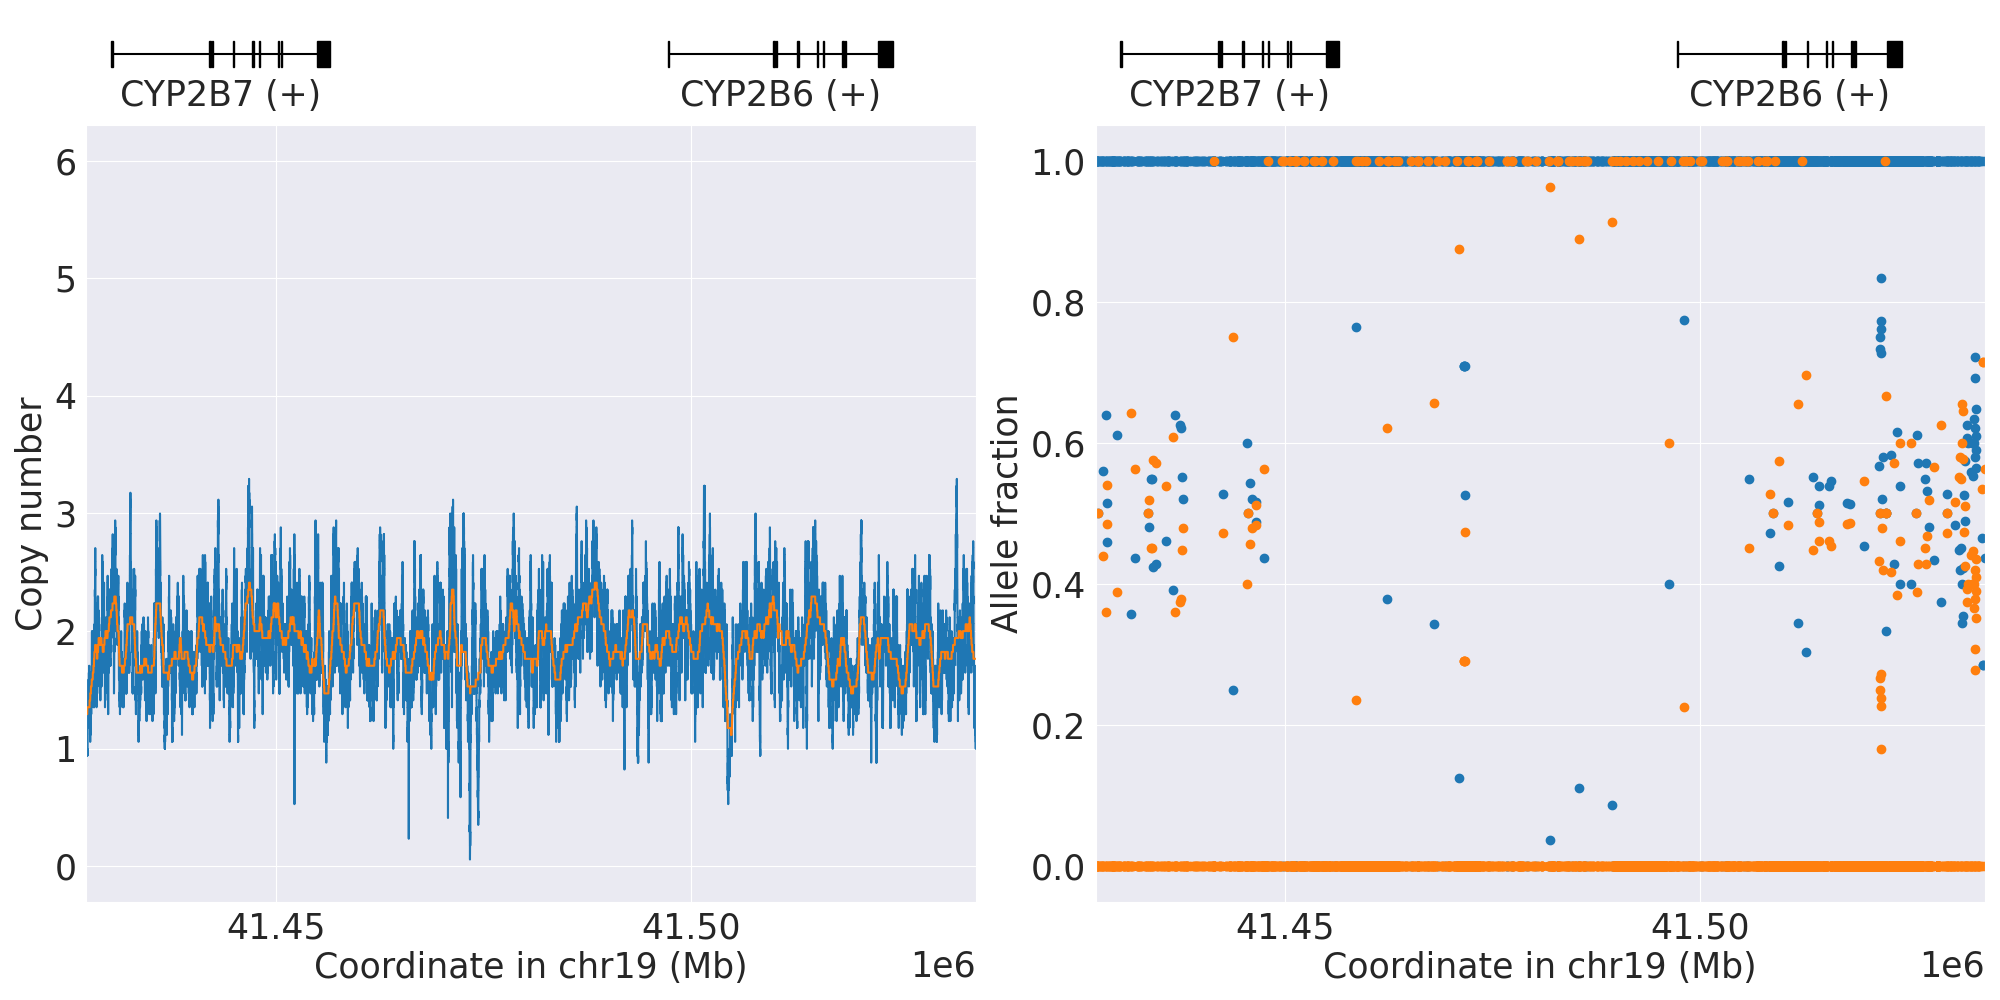 CYP2B7 (+)
CYP2B6 (+)
CYP2B7 (+)
CYP2B6 (+)
6
5
4
3
2
1
0
Copy number
41.45
41.50
Coordinate in chr19 (Mb)
1e6
1.0
0.8
0.6
0.4
0.2
0.0
Allele fraction
41.45
41.50
Coordinate in chr19 (Mb)
1e6